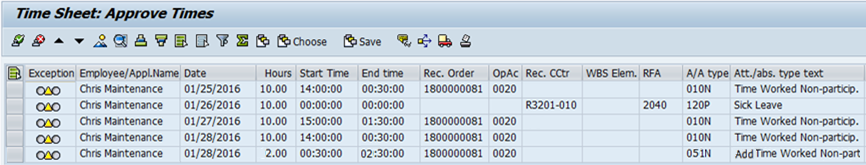 Time Sheet: Approve Times
Choose Save
Exception Employee/Appl.Name Date Hours Start Time End time Rec. Order OpAc Rec. CCtr WBS Elem. RFA A/A type Att./abs. type text
Chris Maintenance 01/25/2016 10.00 14:00:00 00:30:00 1800000081 0020 010N Time Worked Non-particip.
Chris Maintenance 01/26/2016 10.00 00:00:00 00:00:00 R3201-010 2040 120P Sick Leave
Chris Maintenance 01/27/2016 10.00 15:00:00 01:30:00 1800000081 0020 010N Time Worked Non-particip.
Chris Maintenance 01/28/2016 10.00 14:00:00 00:30:00 1800000081 0020 010N Time Worked Non-particip.
Chris Maintenance 01/28/2016 2.00 00:30:00 02:30:00 1800000081 0020 051N Add Time Worked Non-part